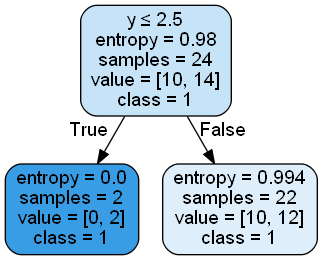 y ≤ 2.5
entropy = 0.98
samples = 24
value = [10, 14]
class = 1
True
False
entropy = 0.0
samples = 2
value = [0, 2]
class = 1
entropy = 0.994
samples = 22
value = [10, 12]
class = 1